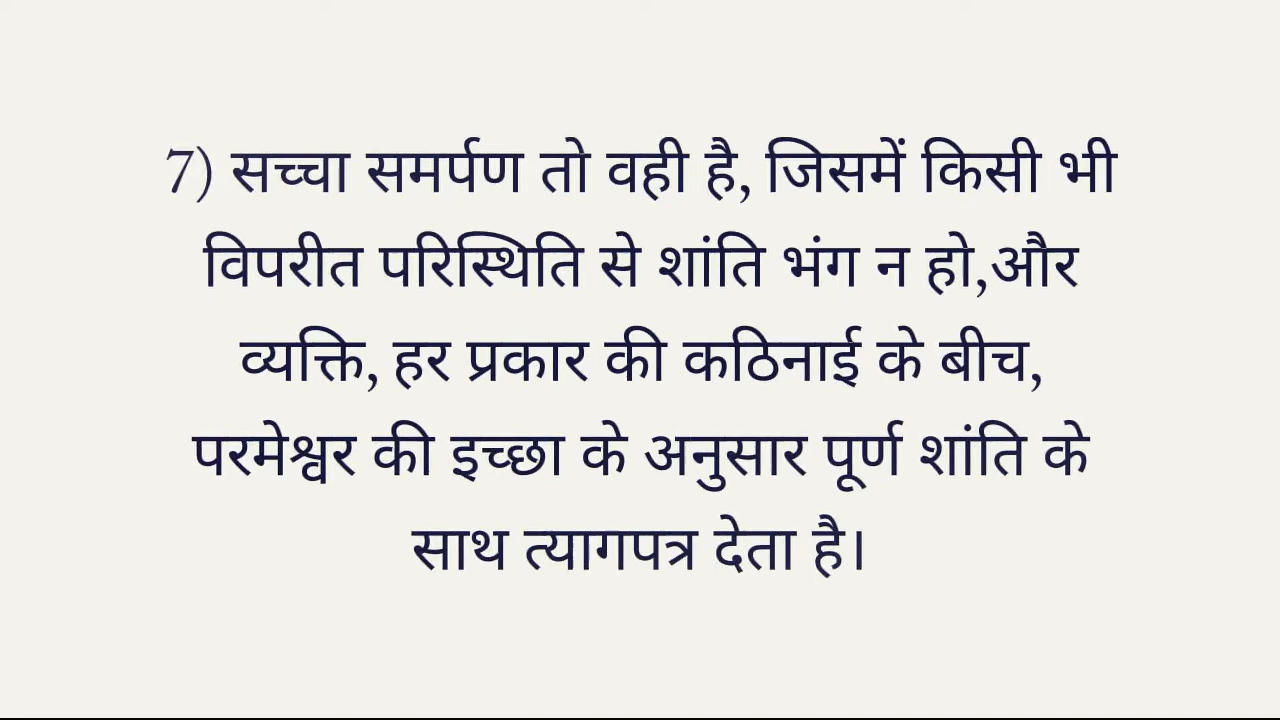 7) सच्चा समर्पण तो वही है, जिसमें किसी भी
विपरीत परिस्थिति से शांति भंग न हो,और
व्यक्ति, हर प्रकार की कठिनाई के बीच,
परमेश्वर की इच्छा के अनुसार पूर्ण शांति के
साथ त्यागपत्र देता है।